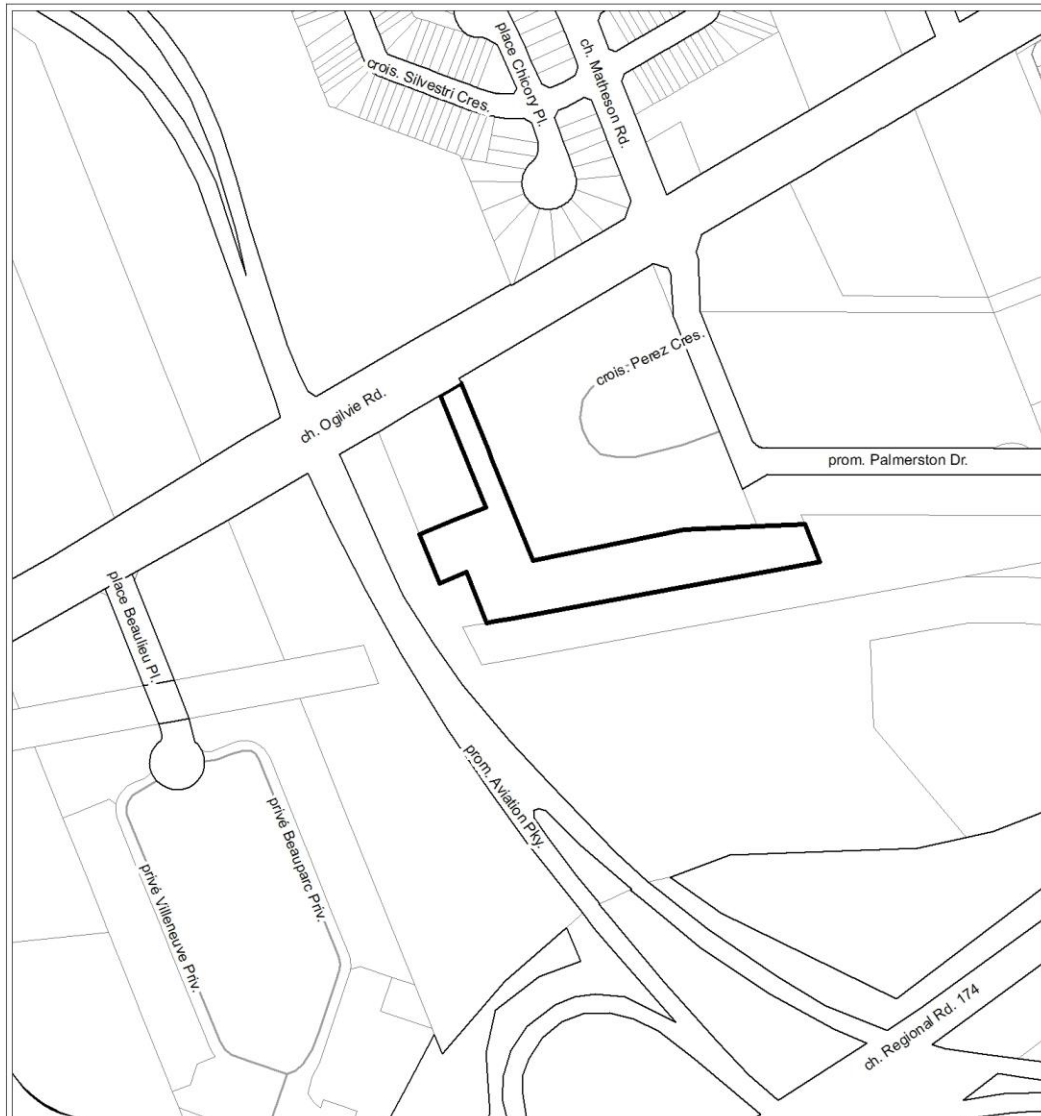 place Chicory Pl.
ch. Matheson Rd.
crois. Silvestri Cres.
crois. Perez Cres.
ch. Ogilvie Rd.
prom. Palmerston Dr.
place Beaulieu Pl.
prom. Aviation Pky.
privé Beauparc Priv.
privé Villeneuve Priv.
ch. Regional Rd. 174